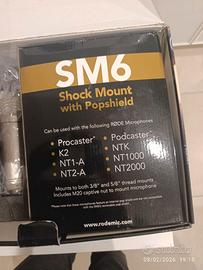 SM6
Shock Mount
with Popshield
Can be used with the following RØDE Microphones
• Procaster*
• Podcaster*
• K2
• NTK
• NT1-A
• NT1000
• NT2-A
• NT2000
Mounts to both 3/8" and 5/8" thread mounts
Includes M20 captive nut to mount microphone
www.rodemic.com
09/02/2026 19:10